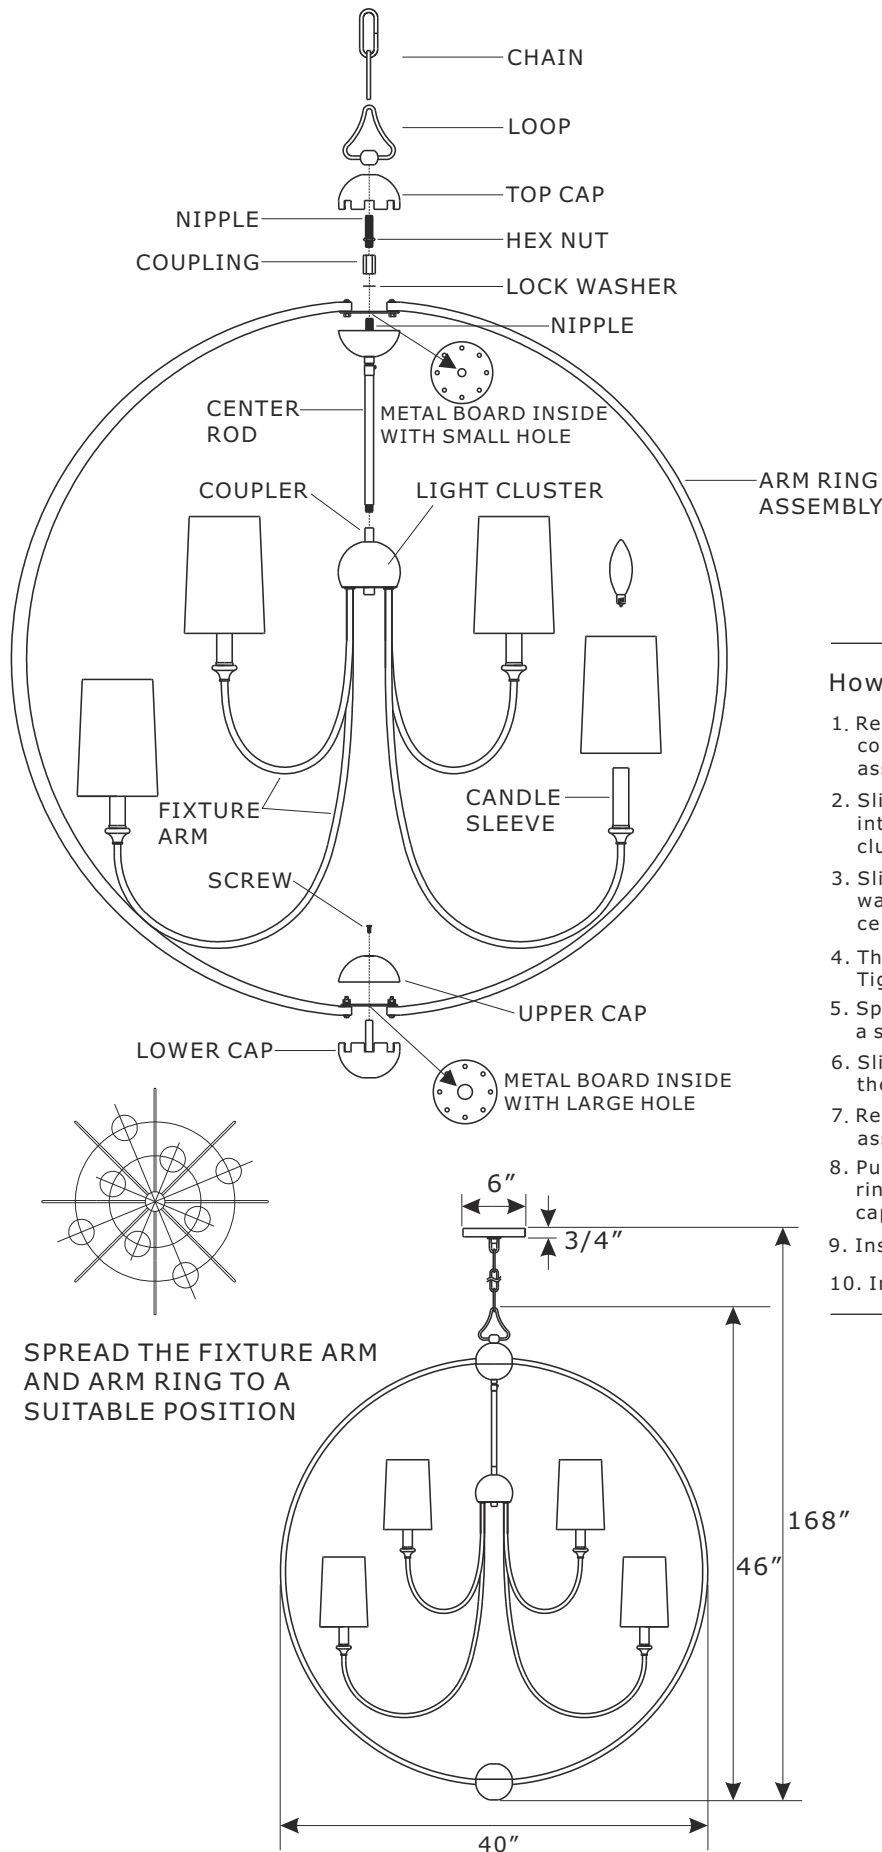 CHAIN
LOOP
TOP CAP
NIPPLE
HEX NUT
COUPLING
LOCK WASHER
NIPPLE
CENTER
ROD
METAL BOARD INSIDE
WITH SMALL HOLE
COUPLER
LIGHT CLUSTER
ARM RING
ASSEMBLY
FIXTURE
ARM
CANDLE
SLEEVE
SCREW
UPPER CAP
LOWER CAP
METAL BOARD INSIDE
WITH LARGE HOLE
How
1. Re
co
as
2. Sli
int
clu
3. Sli
wa
ce
4. Th
Tig
5. Sp
a s
6. Sli
the
7. Re
as
8. Pu
rin
cap
9. Ins
10. In
SPREAD THE FIXTURE ARM
AND ARM RING TO A
SUITABLE POSITION
6″
3/4″
168″
46″
40″